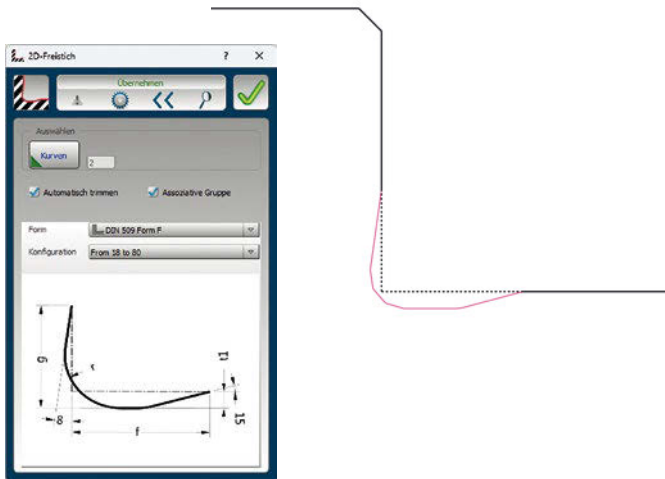 2D-Freistich ? ×
Übernehmen
Auswählen
Kurven 2
Automatisch trimmen Assoziative Gruppe
Form DIN 509 Form F
Konfiguration From 18 to 80
g
r
t1
8
15
f